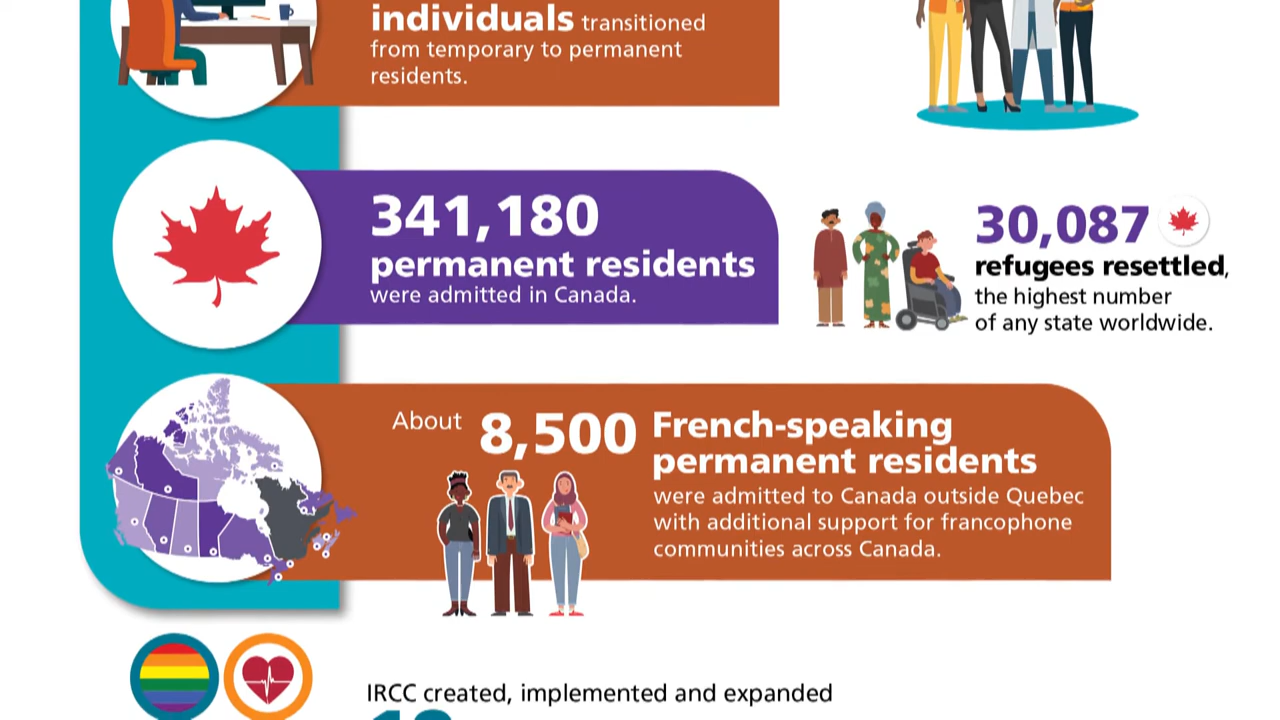 individuals transitioned
from temporary to permanent
residents.
341,180
permanent residents
were admitted in Canada.
30,087
refugees resettled,
the highest number
of any state worldwide.
About 8,500 French-speaking
permanent residents
were admitted to Canada outside Quebec
with additional support for francophone
communities across Canada.
IRCC created, implemented and expanded